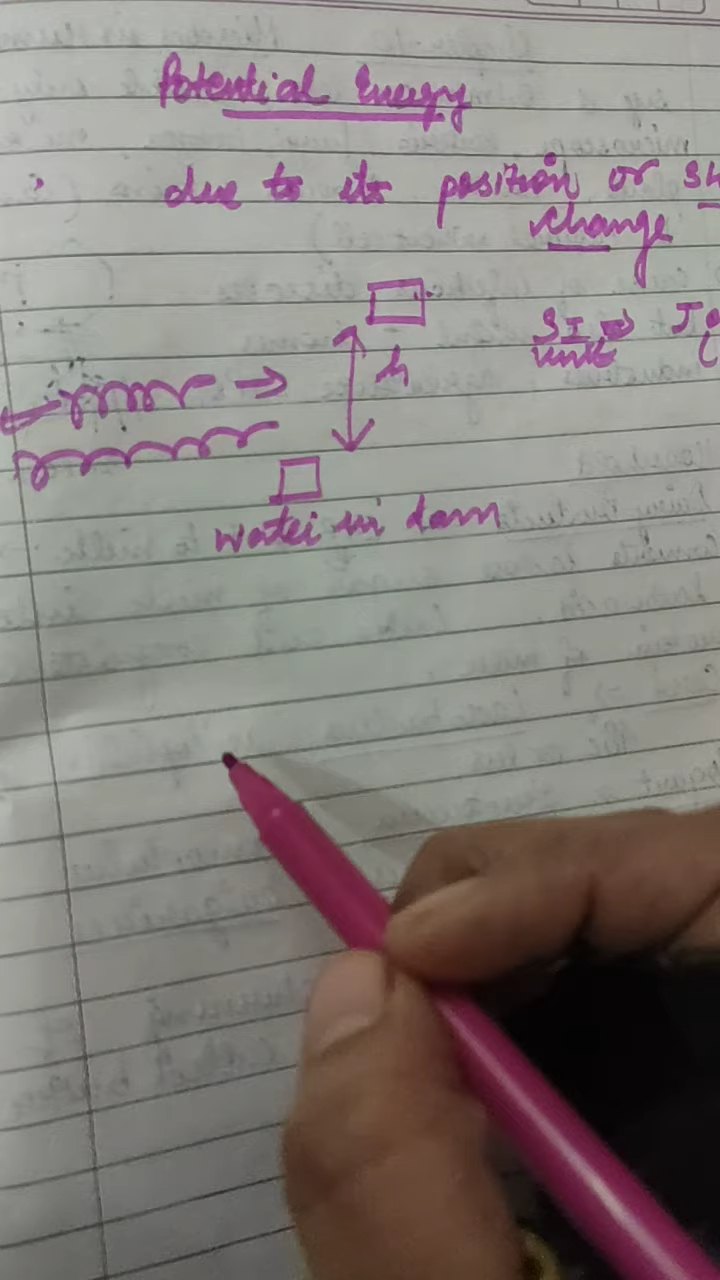 Potential Energy
due to its position or
change
h
SI ⇒
unit
water in dam